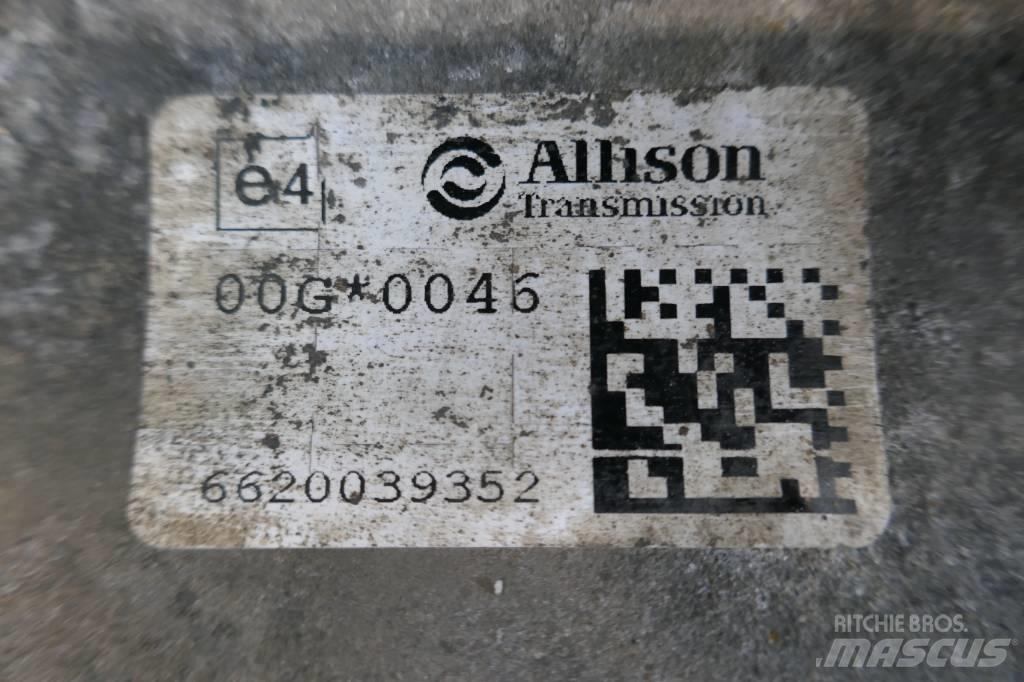 e4
Allison
Transmission
00G*0046
6620039352
RITCHIE BROS.
MASCUS